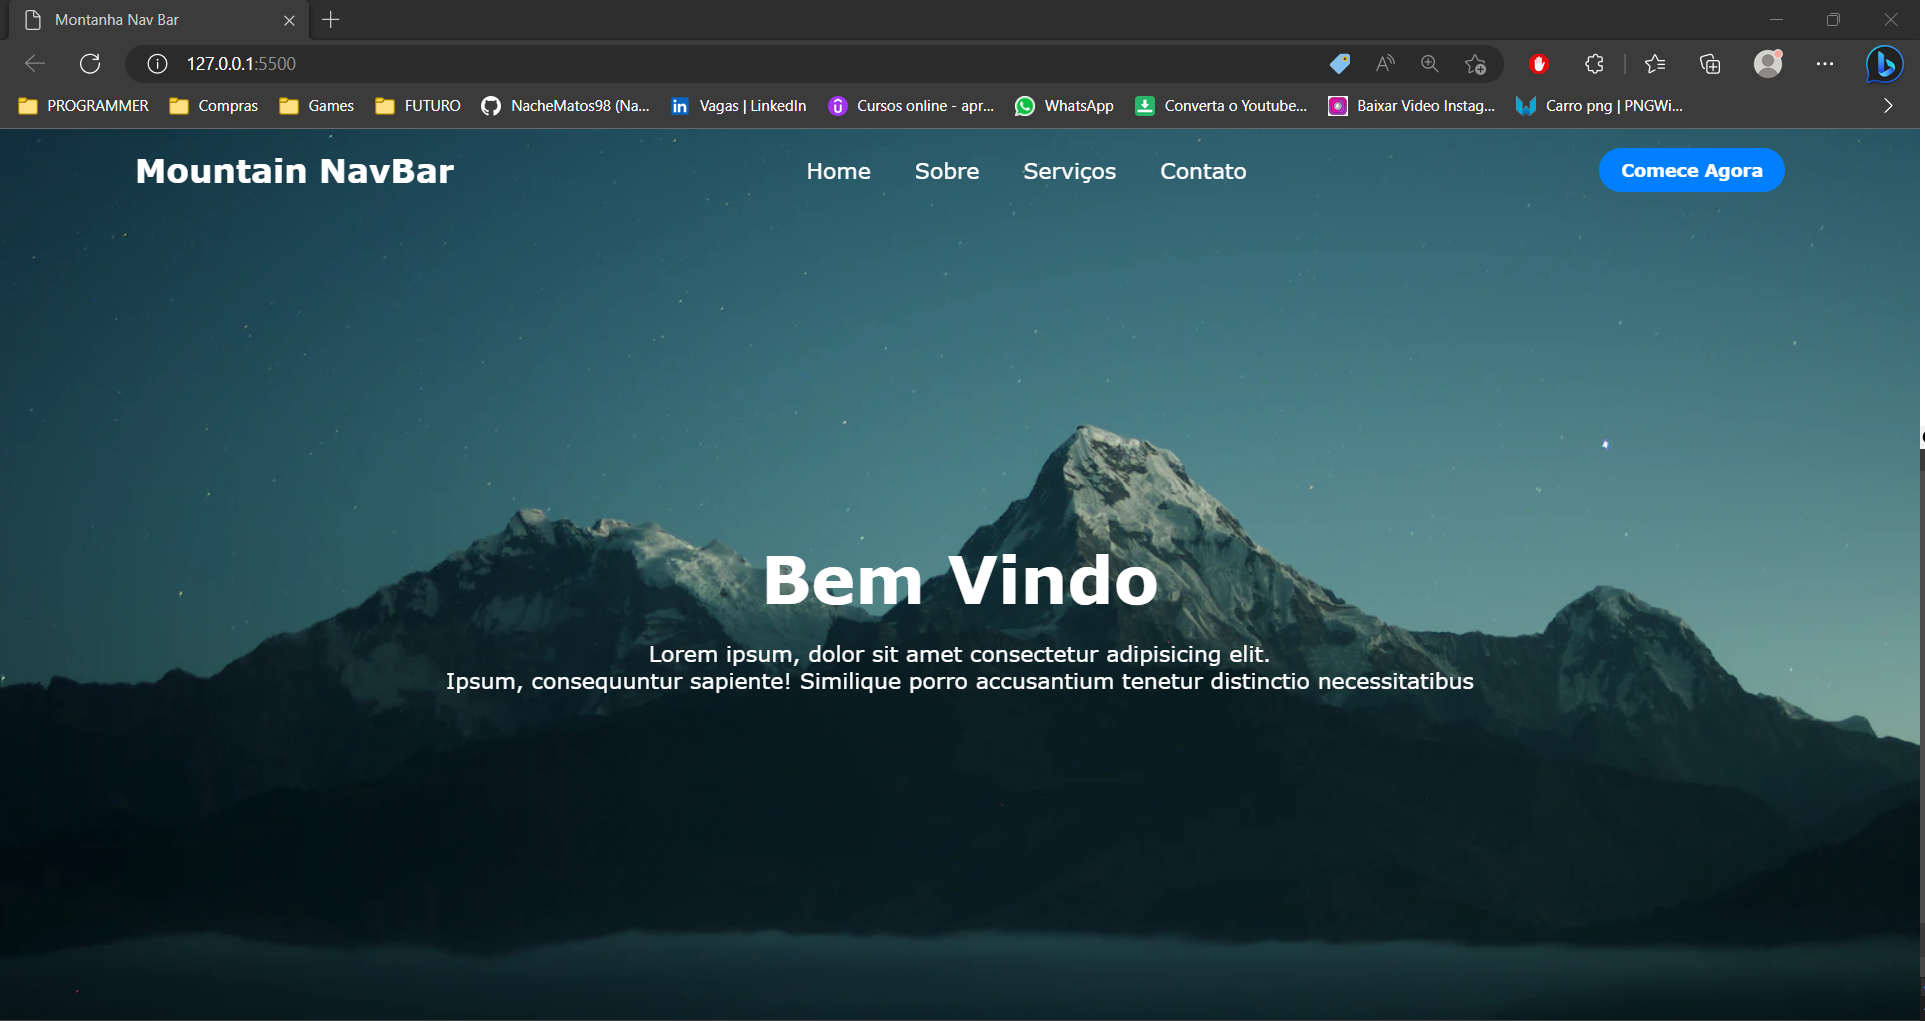 Montanha Nav Bar
127.0.0.1:5500
PROGRAMMER Compras Games FUTURO NacheMatos98 (Na... Vagas | LinkedIn Cursos online - apr... WhatsApp Converta o Youtube... Baixar Video Instag... Carro png | PNGWi...
Mountain NavBar Home Sobre Serviços Contato Comece Agora
Bem Vindo
Lorem ipsum, dolor sit amet consectetur adipisicing elit.
Ipsum, consequuntur sapiente! Similique porro accusantium tenetur distinctio necessitatibus